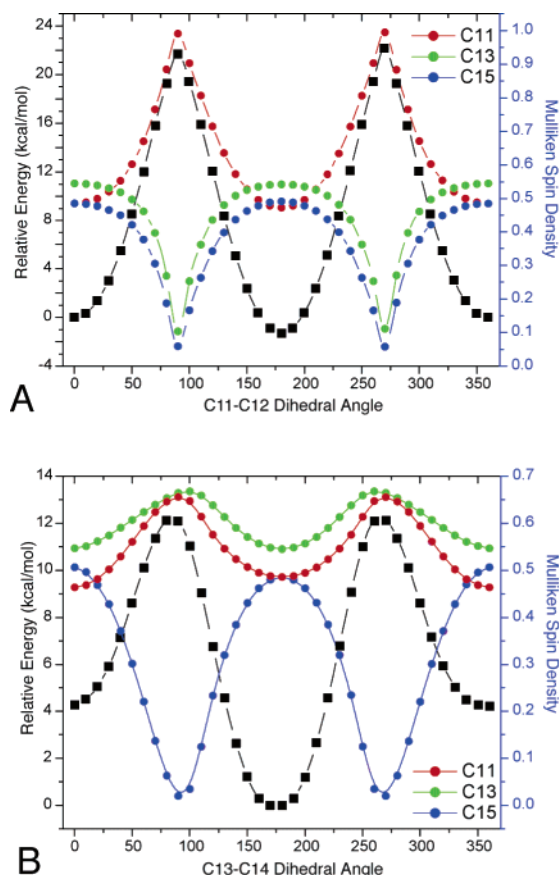 24
20
16
12
8
4
0
-4
Relative Energy (kcal/mol)
C11
C13
C15
1.0
0.9
0.8
0.7
0.6
0.5
0.4
0.3
0.2
0.1
0.0
Mulliken Spin Density
0 50 100 150 200 250 300 350
C11-C12 Dihedral Angle
A
14
12
10
8
6
4
2
0
Relative Energy (kcal/mol)
0.7
0.6
0.5
0.4
0.3
0.2
0.1
0.0
Mulliken Spin Density
C11
C13
C15
0 50 100 150 200 250 300 350
C13-C14 Dihedral Angle
B